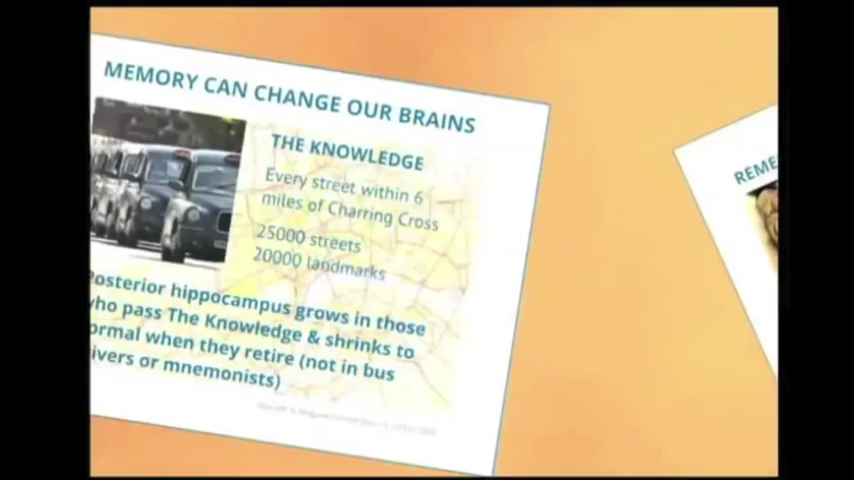 MEMORY CAN CHANGE OUR BRAINS
THE KNOWLEDGE
Every street within 6
miles of Charring Cross
25000 streets
20000 landmarks
Posterior hippocampus grows in those
who pass The Knowledge & shrinks to
ormal when they retire (not in bus
ivers or mnemonists)
REME